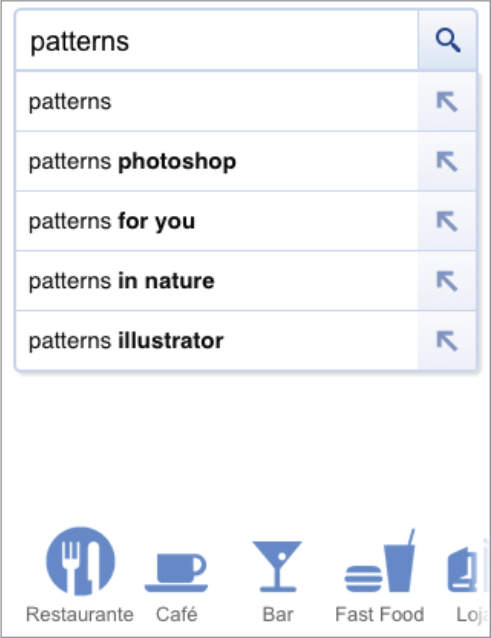 patterns
patterns
patterns photoshop
patterns for you
patterns in nature
patterns illustrator
Restaurante Café Bar Fast Food